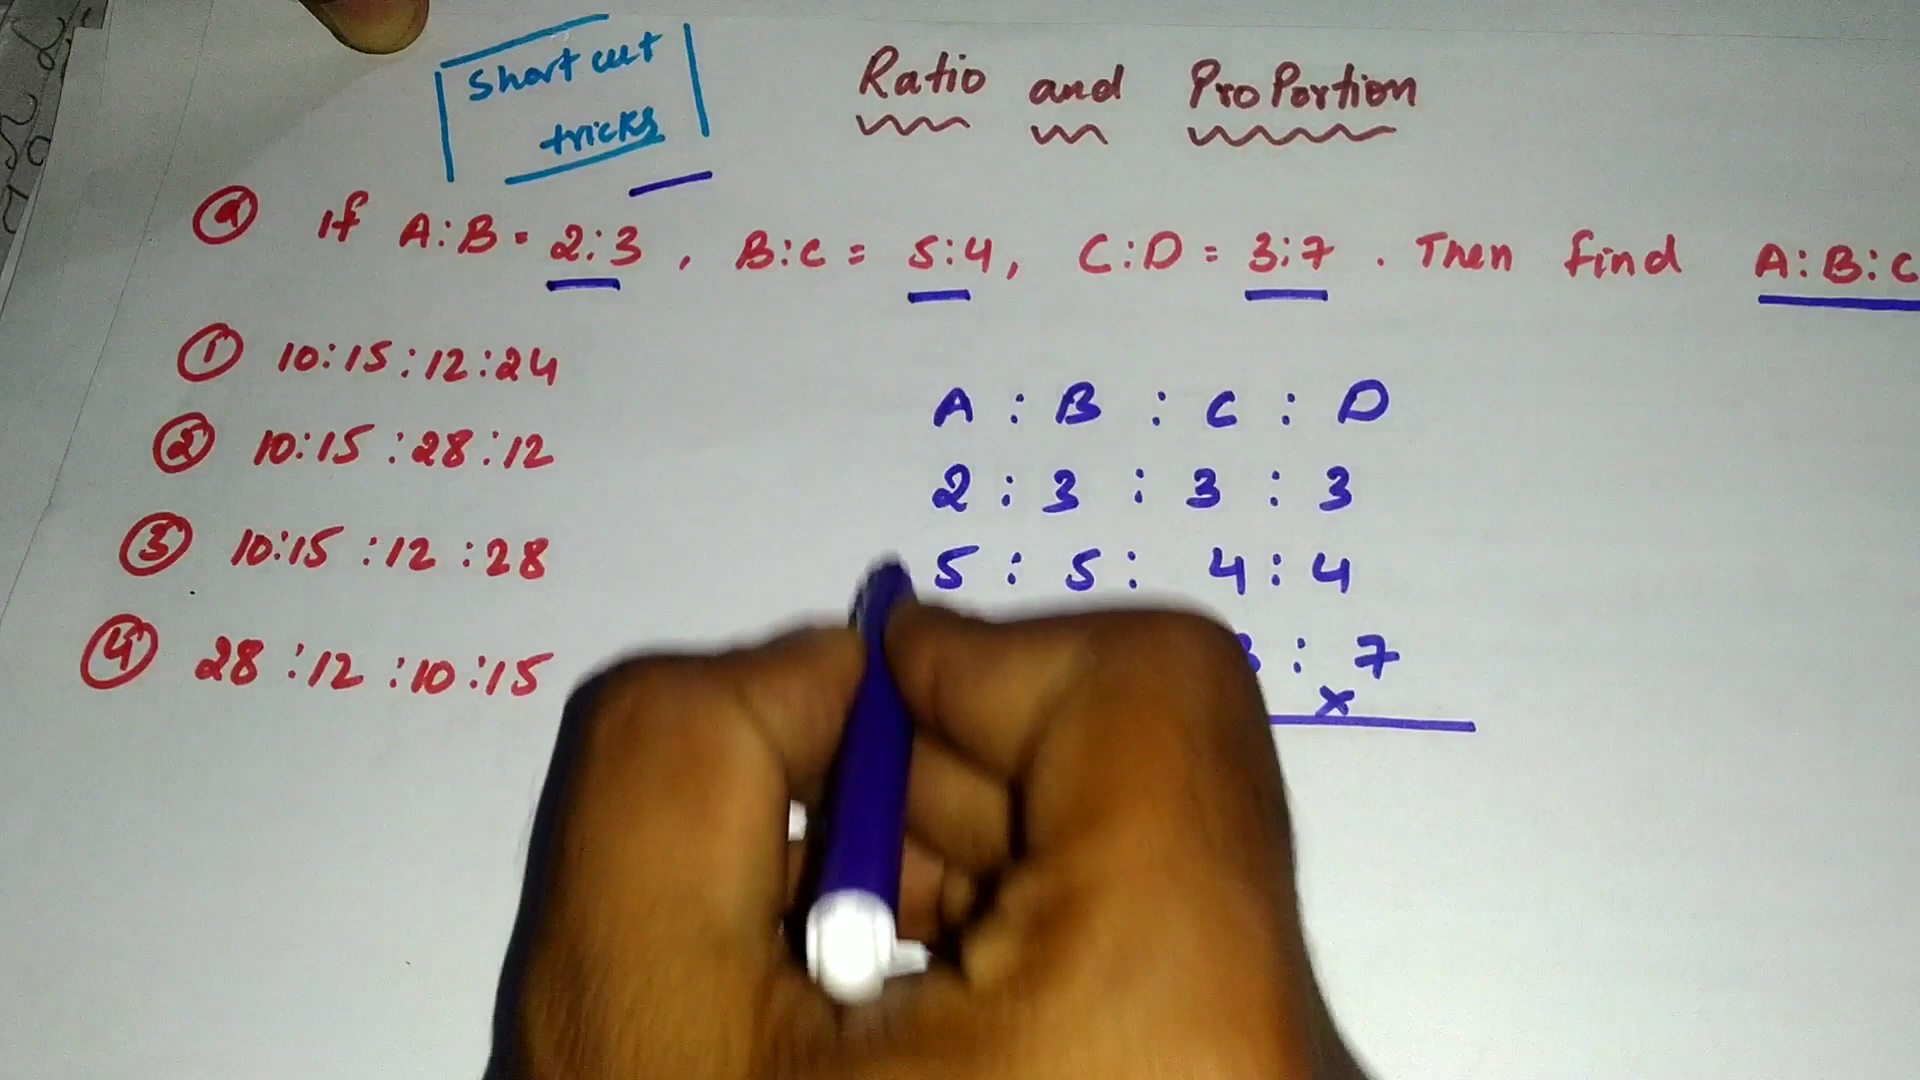 Short cut
tricks
Ratio and ProPortion
Q If A:B = 2:3 , B:C = 5:4, C:D = 3:7 . Then find A:B:C
1 10:15:12:24
2 10:15:28:12
3 10:15:12:28
4 28:12:10:15
A : B : C : D
2 : 3 : 3 : 3
5 : 5 : 4 : 4
: 7
x